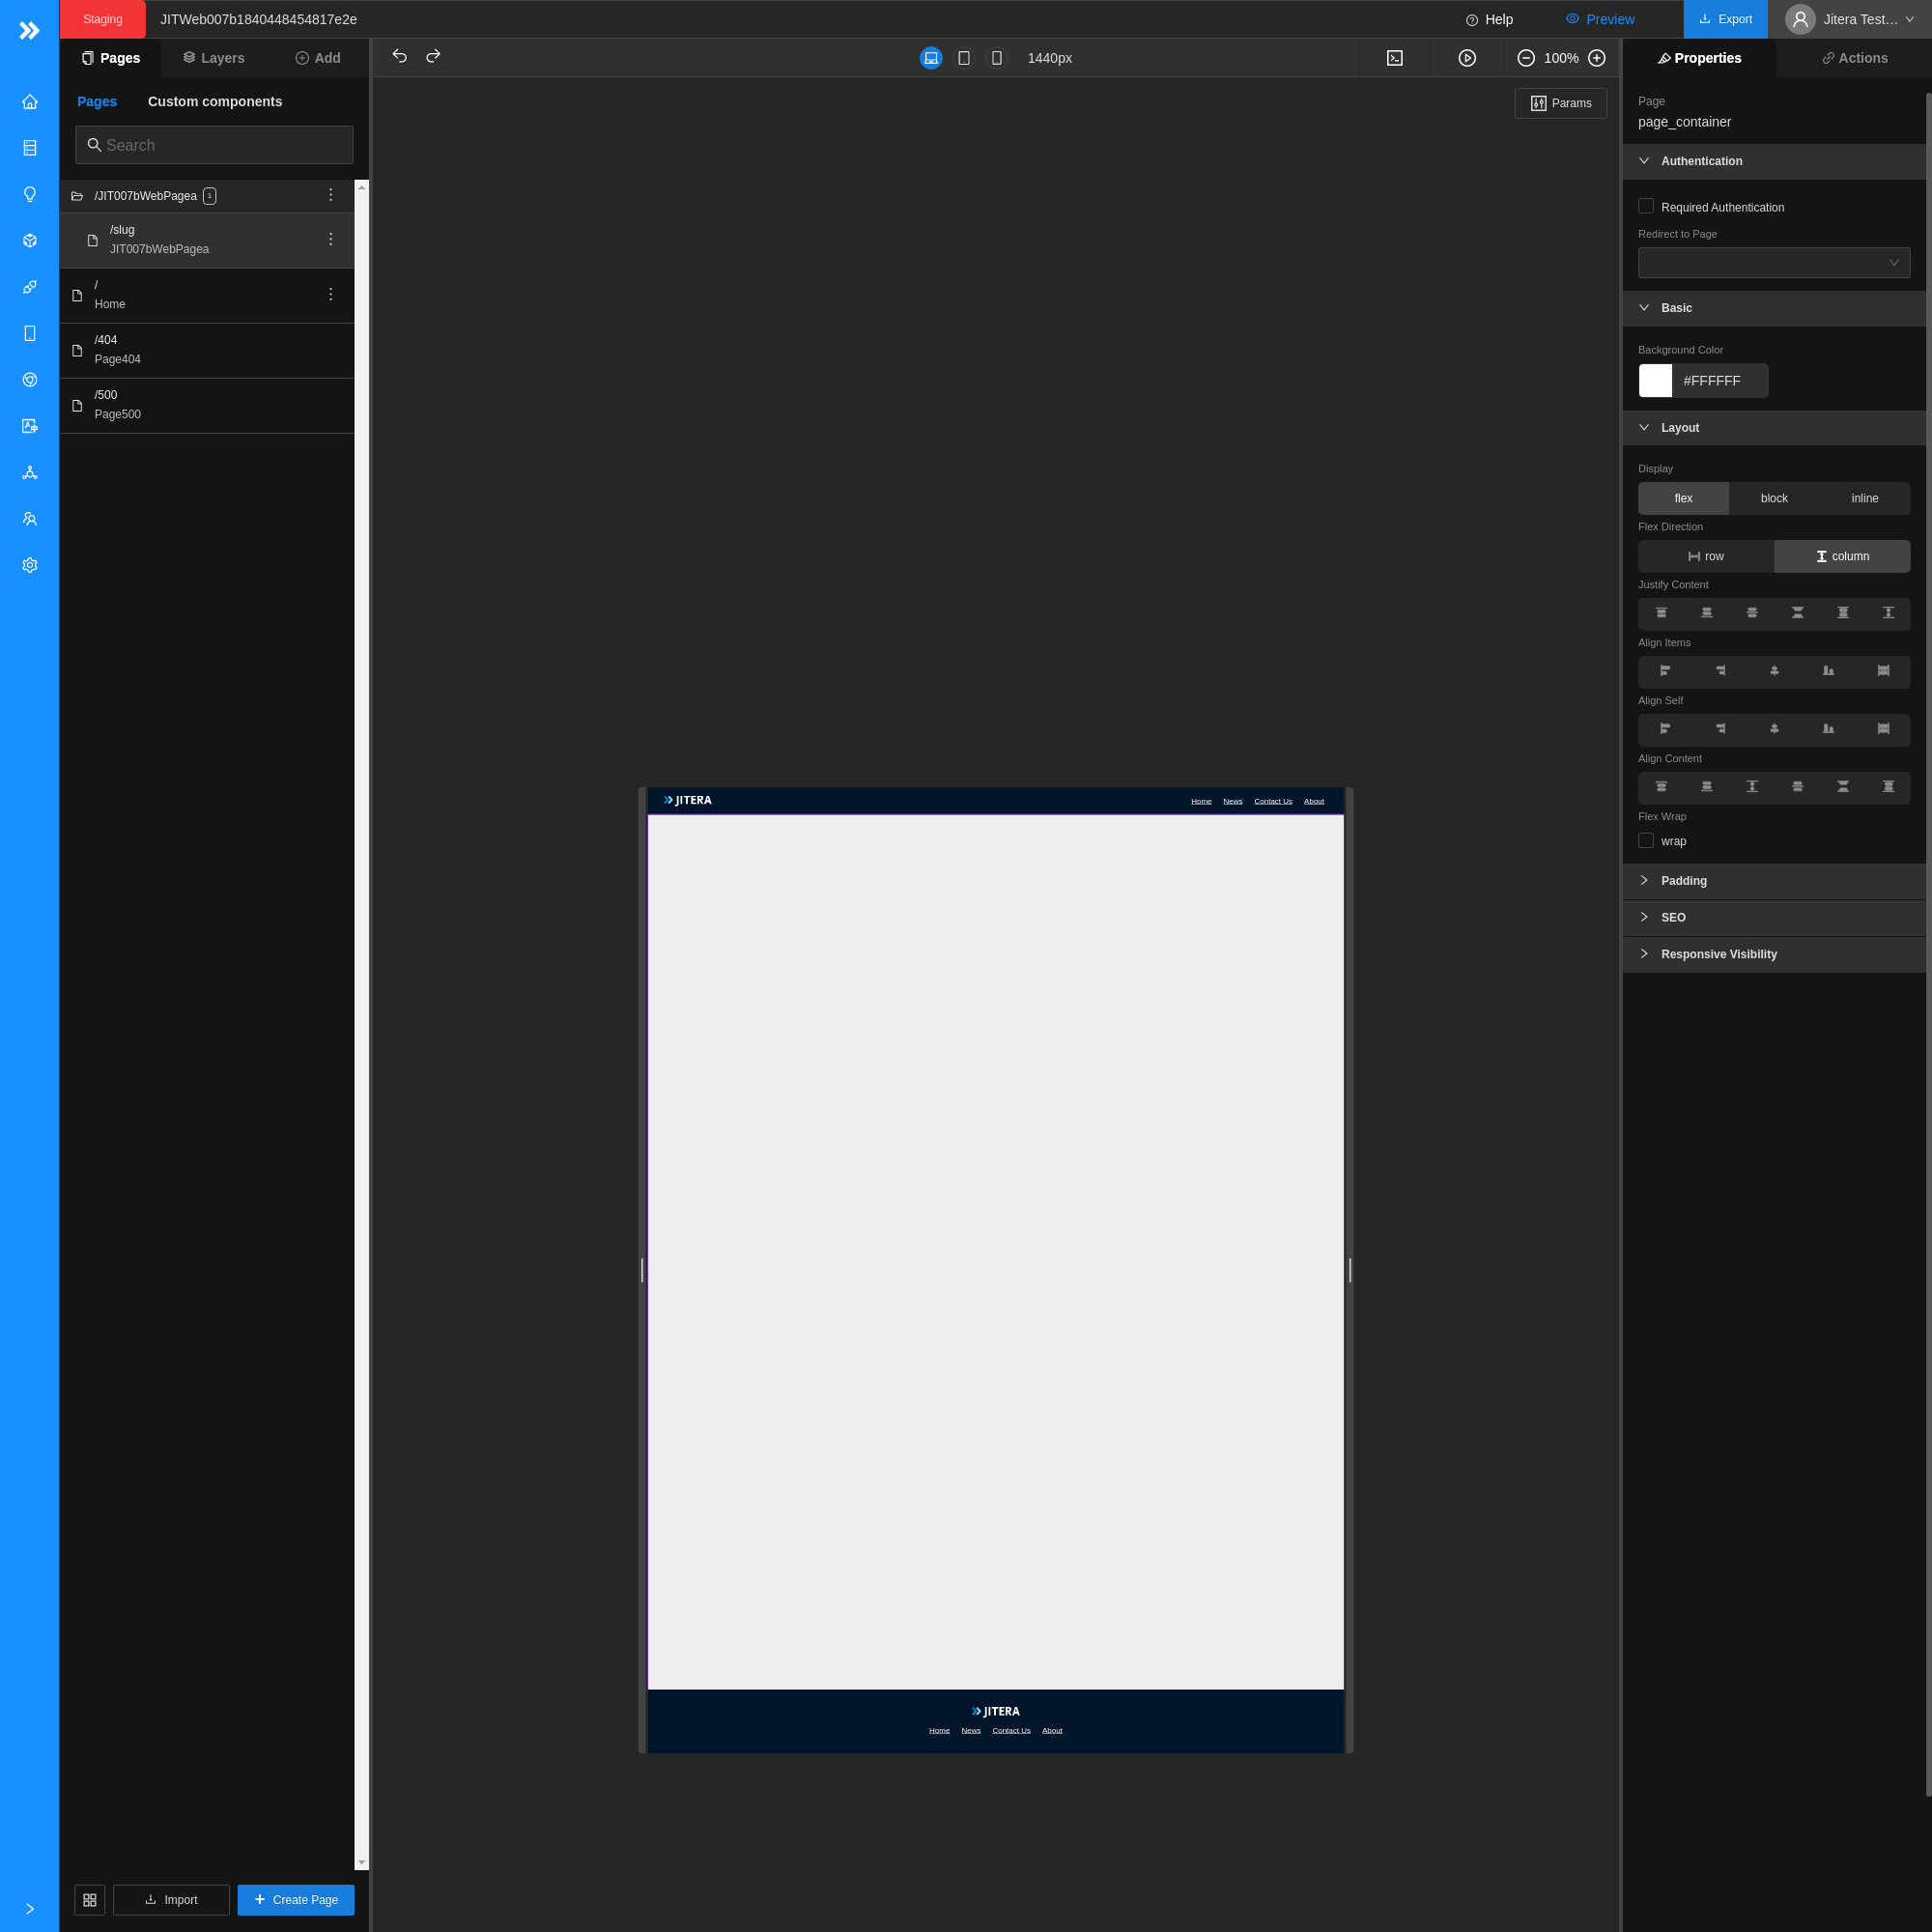 Staging
JITWeb007b1840448454817e2e
Help
Preview
Export
Jitera Test…
Pages
Layers
Add
1440px
100%
Properties
Actions
Pages
Custom components
Search
/JIT007bWebPagea
1
/slug
JIT007bWebPagea
/
Home
/404
Page404
/500
Page500
Import
Create Page
Params
JITERA
Home
News
Contact Us
About
JITERA
Home
News
Contact Us
About
Page
page_container
Authentication
Required Authentication
Redirect to Page
Basic
Background Color
#FFFFFF
Layout
Display
flex
block
inline
Flex Direction
row
column
Justify Content
Align Items
Align Self
Align Content
Flex Wrap
wrap
Padding
SEO
Responsive Visibility